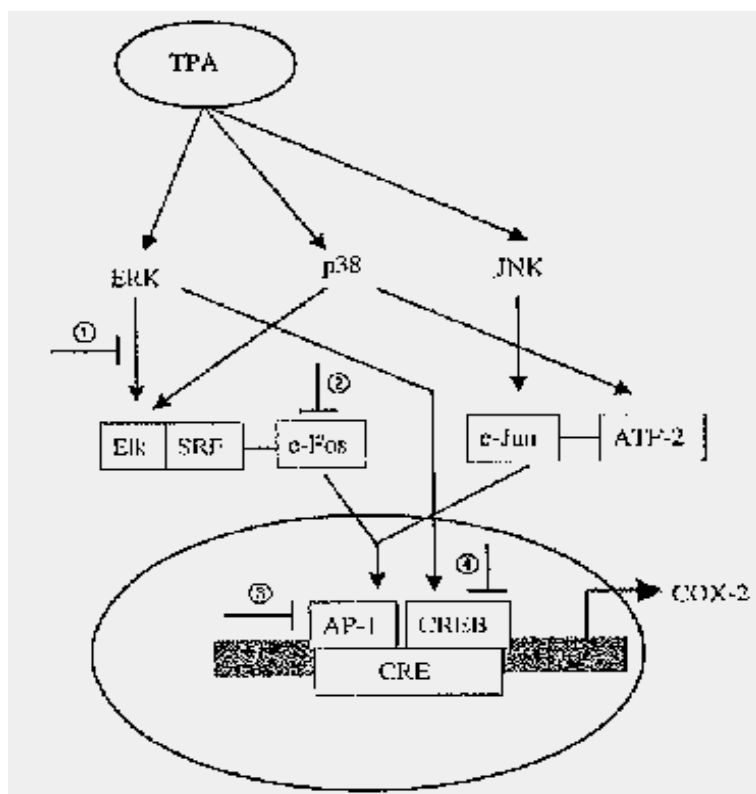 TPA
ERK
p38
JNK
①
②
Elk SRF
c-Fos
c-Jun
ATF-2
③
④
AP-1
CREB
COX-2
CRE